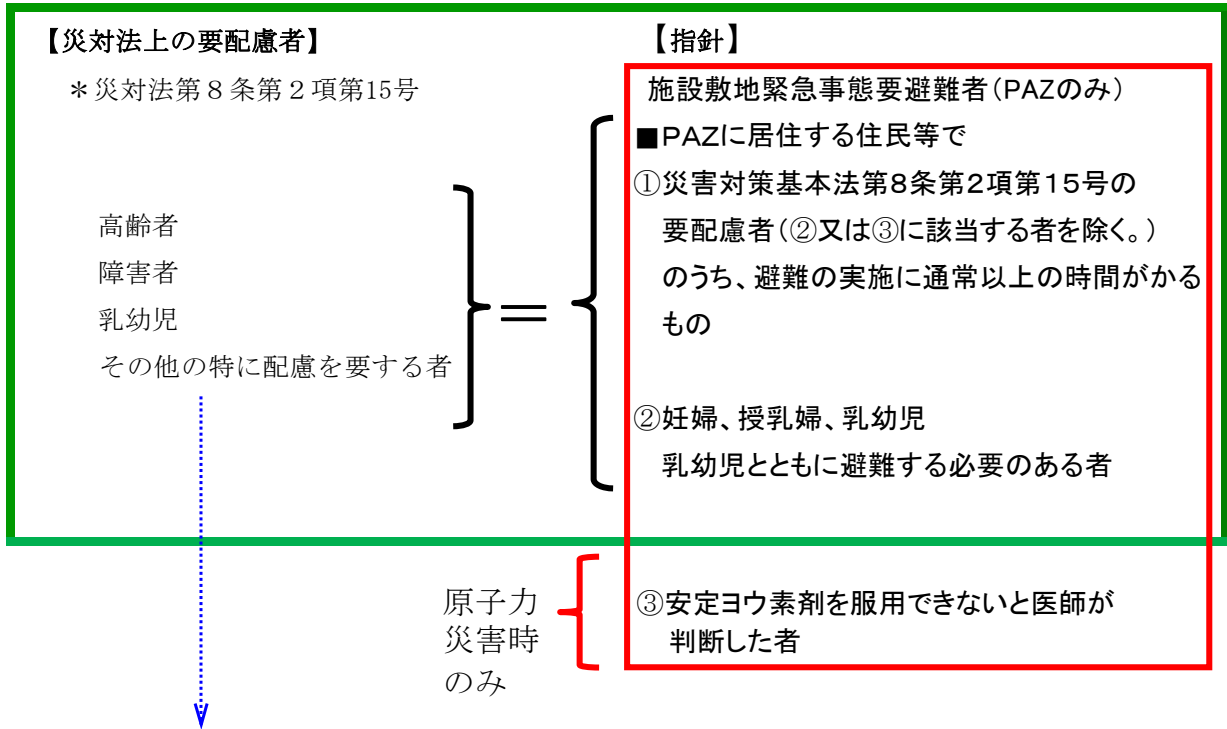 【災対法上の要配慮者】
＊災対法第８条第２項第15号
高齢者
障害者
乳幼児
その他の特に配慮を要する者
＝
【指針】
施設敷地緊急事態要避難者（PAZのみ）
■ＰＡＺに居住する住民等で
①災害対策基本法第８条第２項第１５号の
要配慮者（②又は③に該当する者を除く。）
のうち、避難の実施に通常以上の時間がかる
もの
②妊婦、授乳婦、乳幼児
乳幼児とともに避難する必要のある者
原子力
災害時
のみ
③安定ヨウ素剤を服用できないと医師が
判断した者